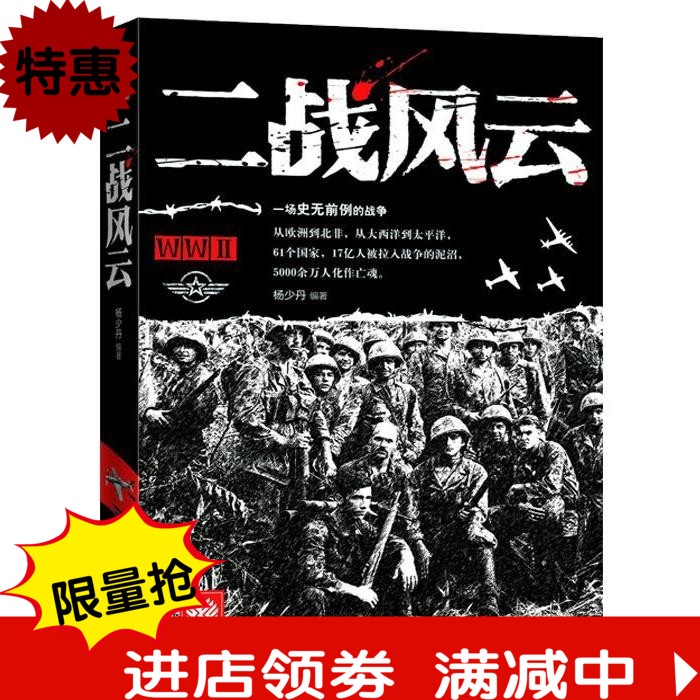 特惠
二战风云
一场史无前例的战争
从欧洲到北非，从大西洋到太平洋，
61个国家，17亿人被拉入战争的泥沼，
5000余万人化作亡魂。
杨少丹 编著
WWII
二战风云
杨少丹 编著
限量抢
进店领券 满减中